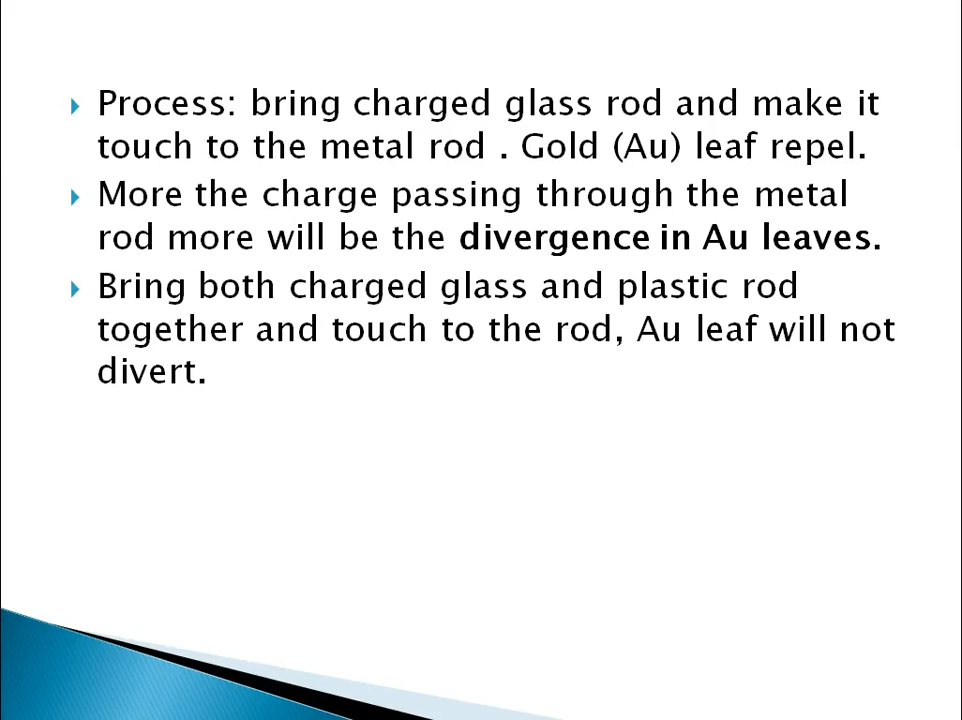 Process: bring charged glass rod and make it
touch to the metal rod . Gold (Au) leaf repel.
More the charge passing through the metal
rod more will be the divergence in Au leaves.
Bring both charged glass and plastic rod
together and touch to the rod, Au leaf will not
divert.